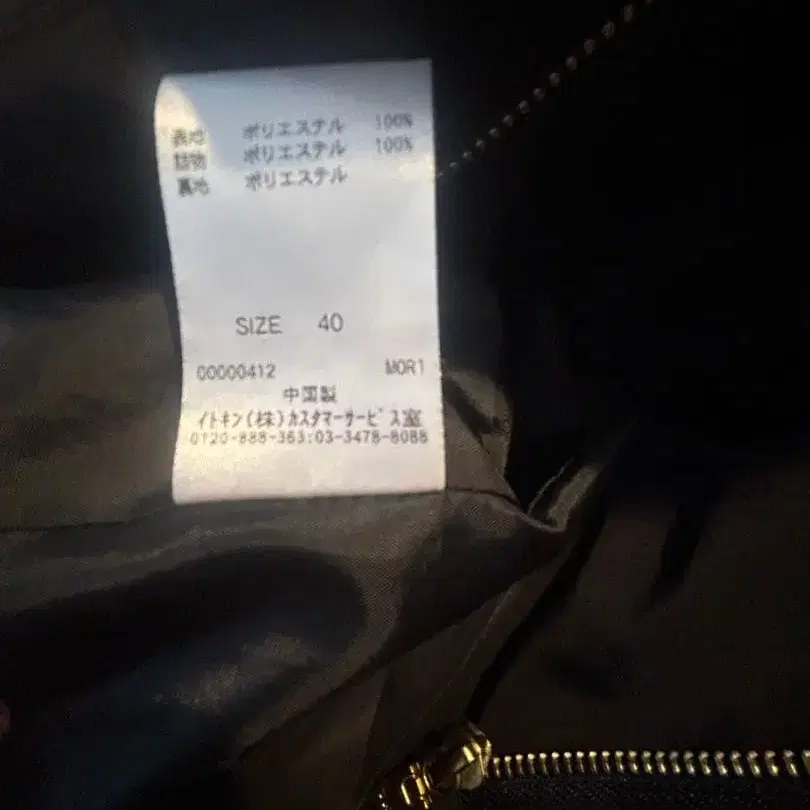 表地 ポリエステル 100%
詰物 ポリエステル 100%
裏地 ポリエステル
SIZE 40
00000412 MOR1
中国製
イトキン(株)カスタマーサービス室
0120-888-363:03-3478-8088